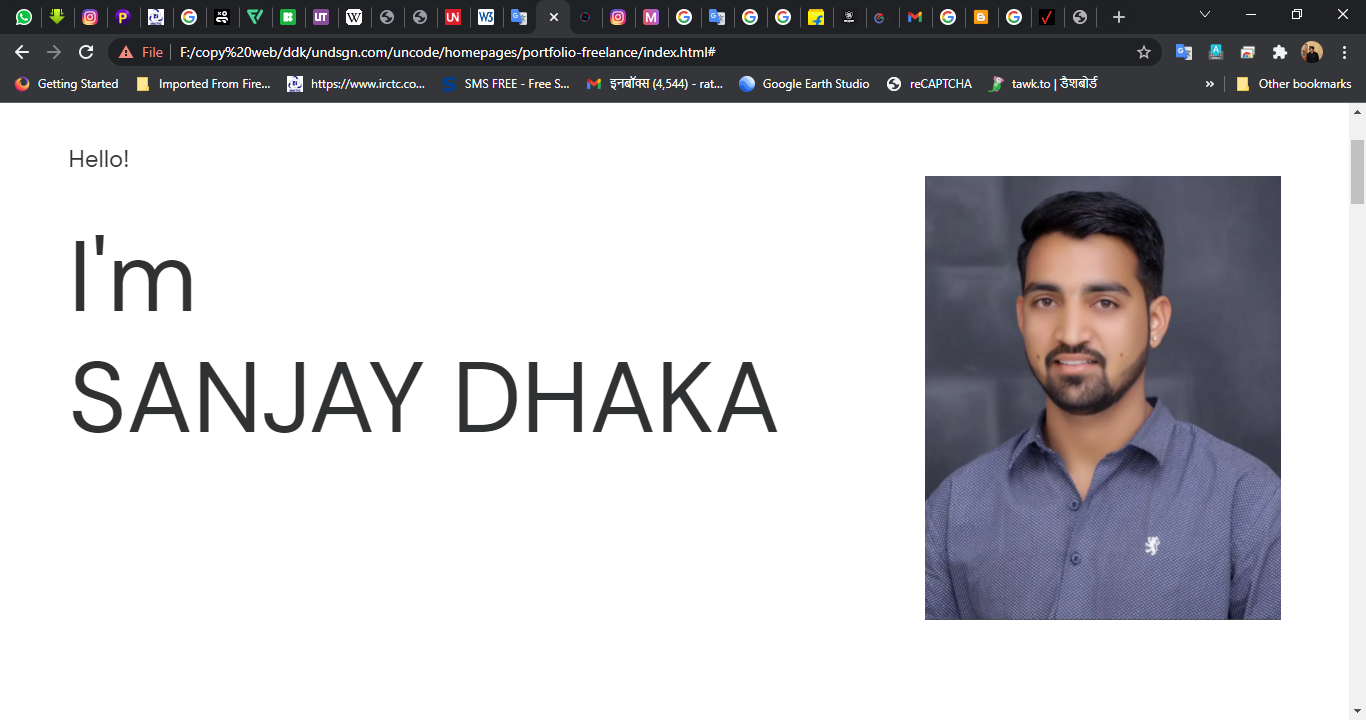 File F:/copy%20web/ddk/undsgn.com/uncode/homepages/portfolio-freelance/index.html#
Getting Started Imported From Fire... https://www.irctc.co... SMS FREE - Free S... इनबॉक्स (4,544) - rat... Google Earth Studio reCAPTCHA tawk.to | डैशबोर्ड » Other bookmarks
Hello!
I'm
SANJAY DHAKA